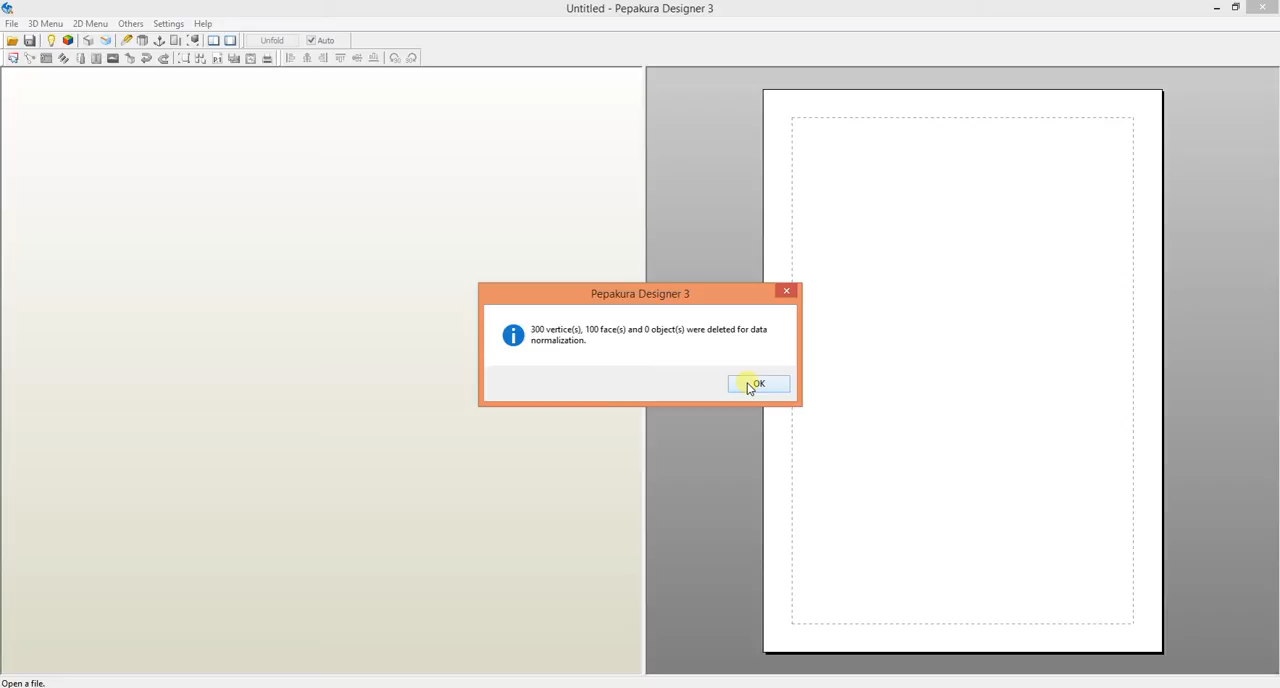 Untitled - Pepakura Designer 3
File 3D Menu 2D Menu Others Settings Help
Unfold Auto
Pepakura Designer 3
300 vertice(s), 100 face(s) and 0 object(s) were deleted for data
normalization.
OK
Open a file.